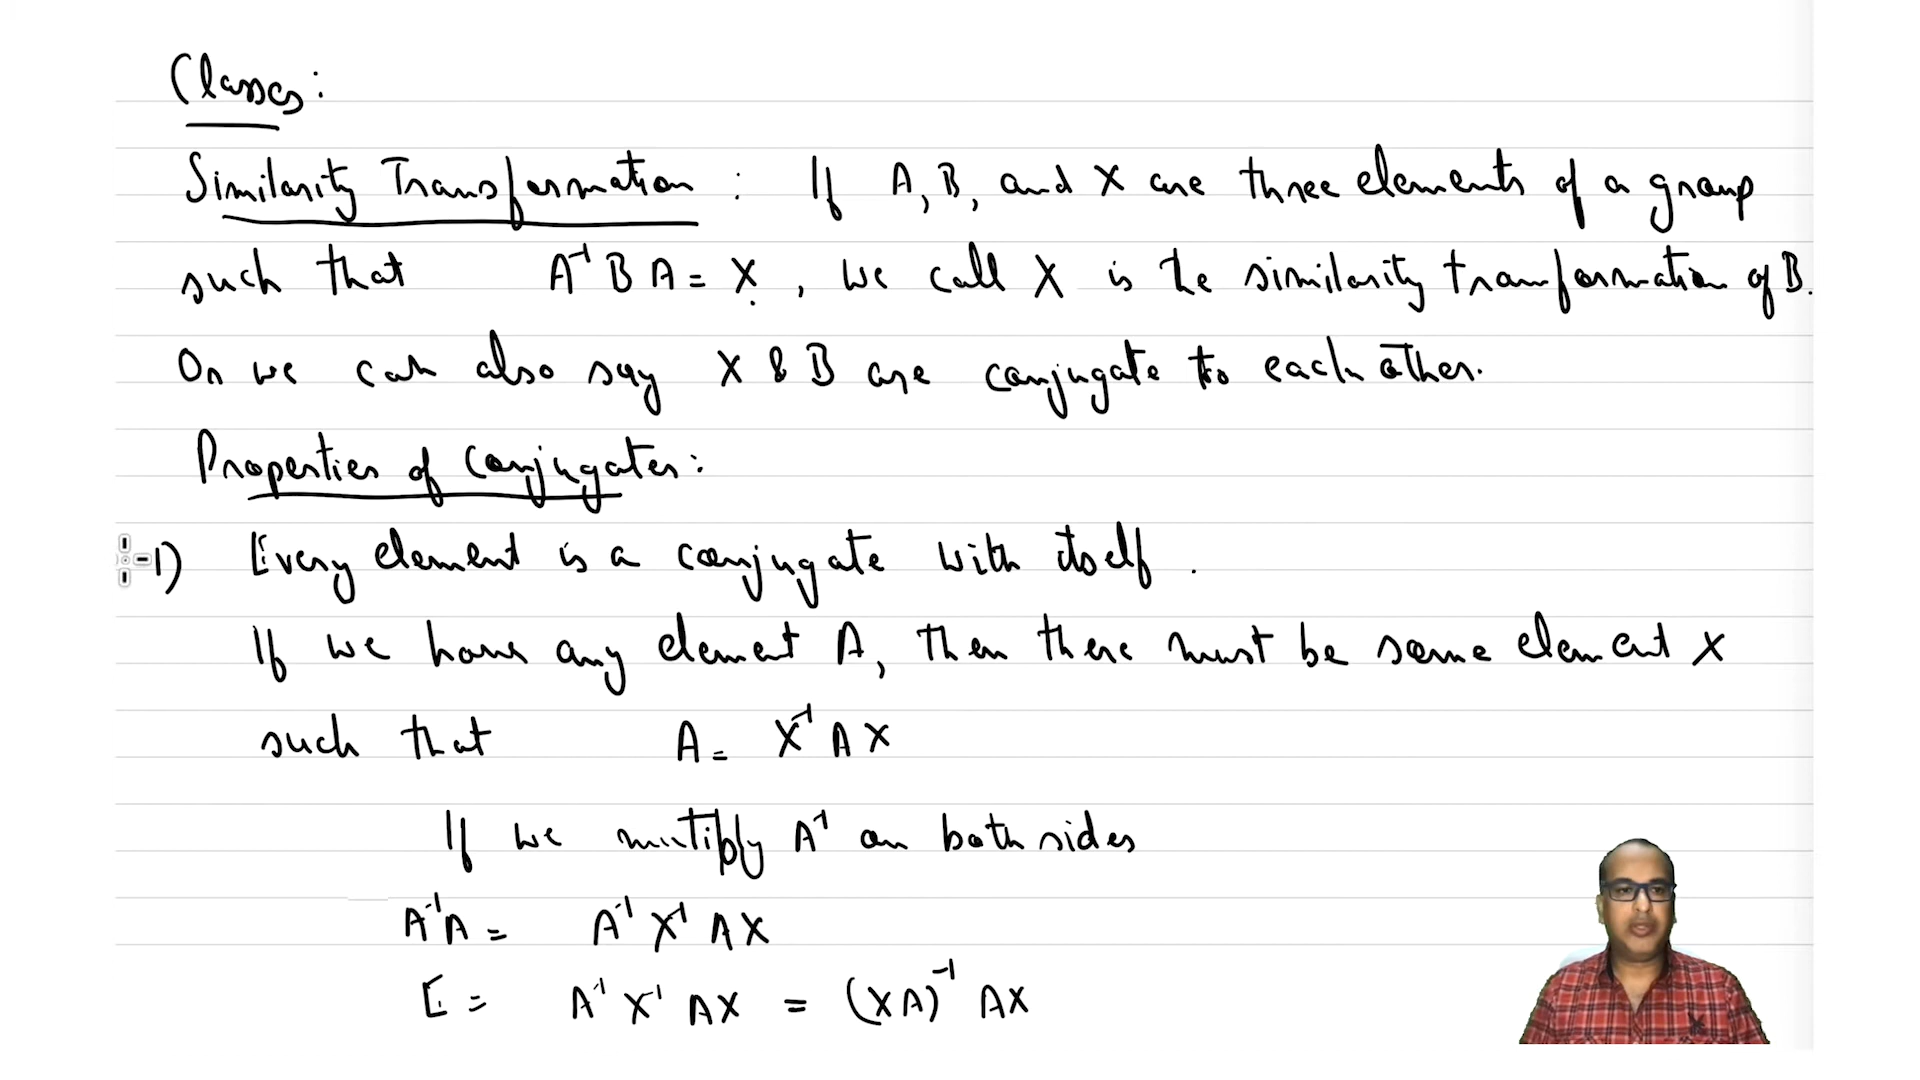 Classes:
Similarity Transformation : If A, B, and X are three elements of a group
such that A⁻¹ B A = X, we call X is the similarity transformation of B.
Or we can also say X & B are conjugate to each other.
Properties of conjugates:
1) Every element is a conjugate with itself.
If we have any element A, then there must be some element X
such that A = X⁻¹ A X
If we multiply A⁻¹ on both sides
A⁻¹A = A⁻¹ X⁻¹ A X
E = A⁻¹ X⁻¹ A X = (XA)⁻¹ AX